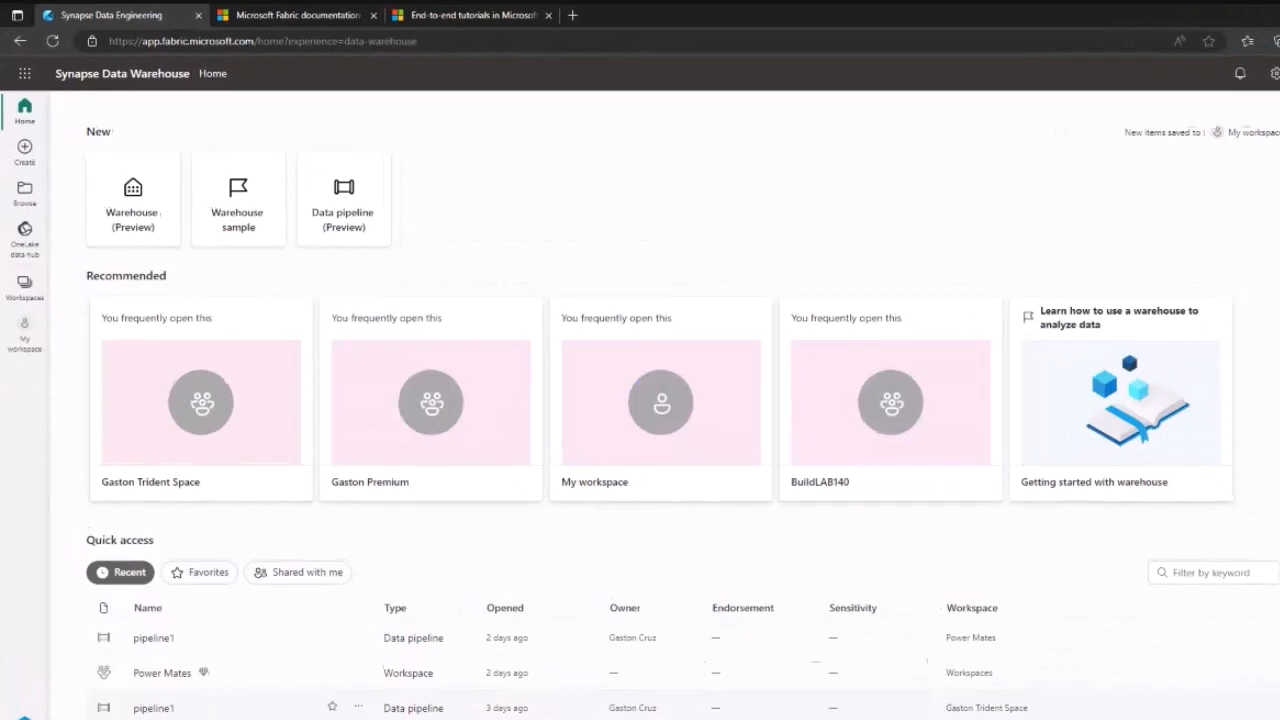 Synapse Data Engineering
Microsoft Fabric documentation
End-to-end tutorials in Microsof
https://app.fabric.microsoft.com/home?experience=data-warehouse
Synapse Data Warehouse Home
Home
Create
Browse
OneLake
data hub
Workspaces
My
workspace
New
New items saved to : My workspac
Warehouse
(Preview)
Warehouse
sample
Data pipeline
(Preview)
Recommended
You frequently open this
Gaston Trident Space
You frequently open this
Gaston Premium
You frequently open this
My workspace
You frequently open this
BuildLAB140
Learn how to use a warehouse to
analyze data
Getting started with warehouse
Quick access
Recent Favorites Shared with me
Filter by keyword
Name Type Opened Owner Endorsement Sensitivity Workspace
pipeline1 Data pipeline 2 days ago Gaston Cruz — — Power Mates
Power Mates Workspace 2 days ago — — — Workspaces
pipeline1 Data pipeline 3 days ago Gaston Cruz — — Gaston Trident Space